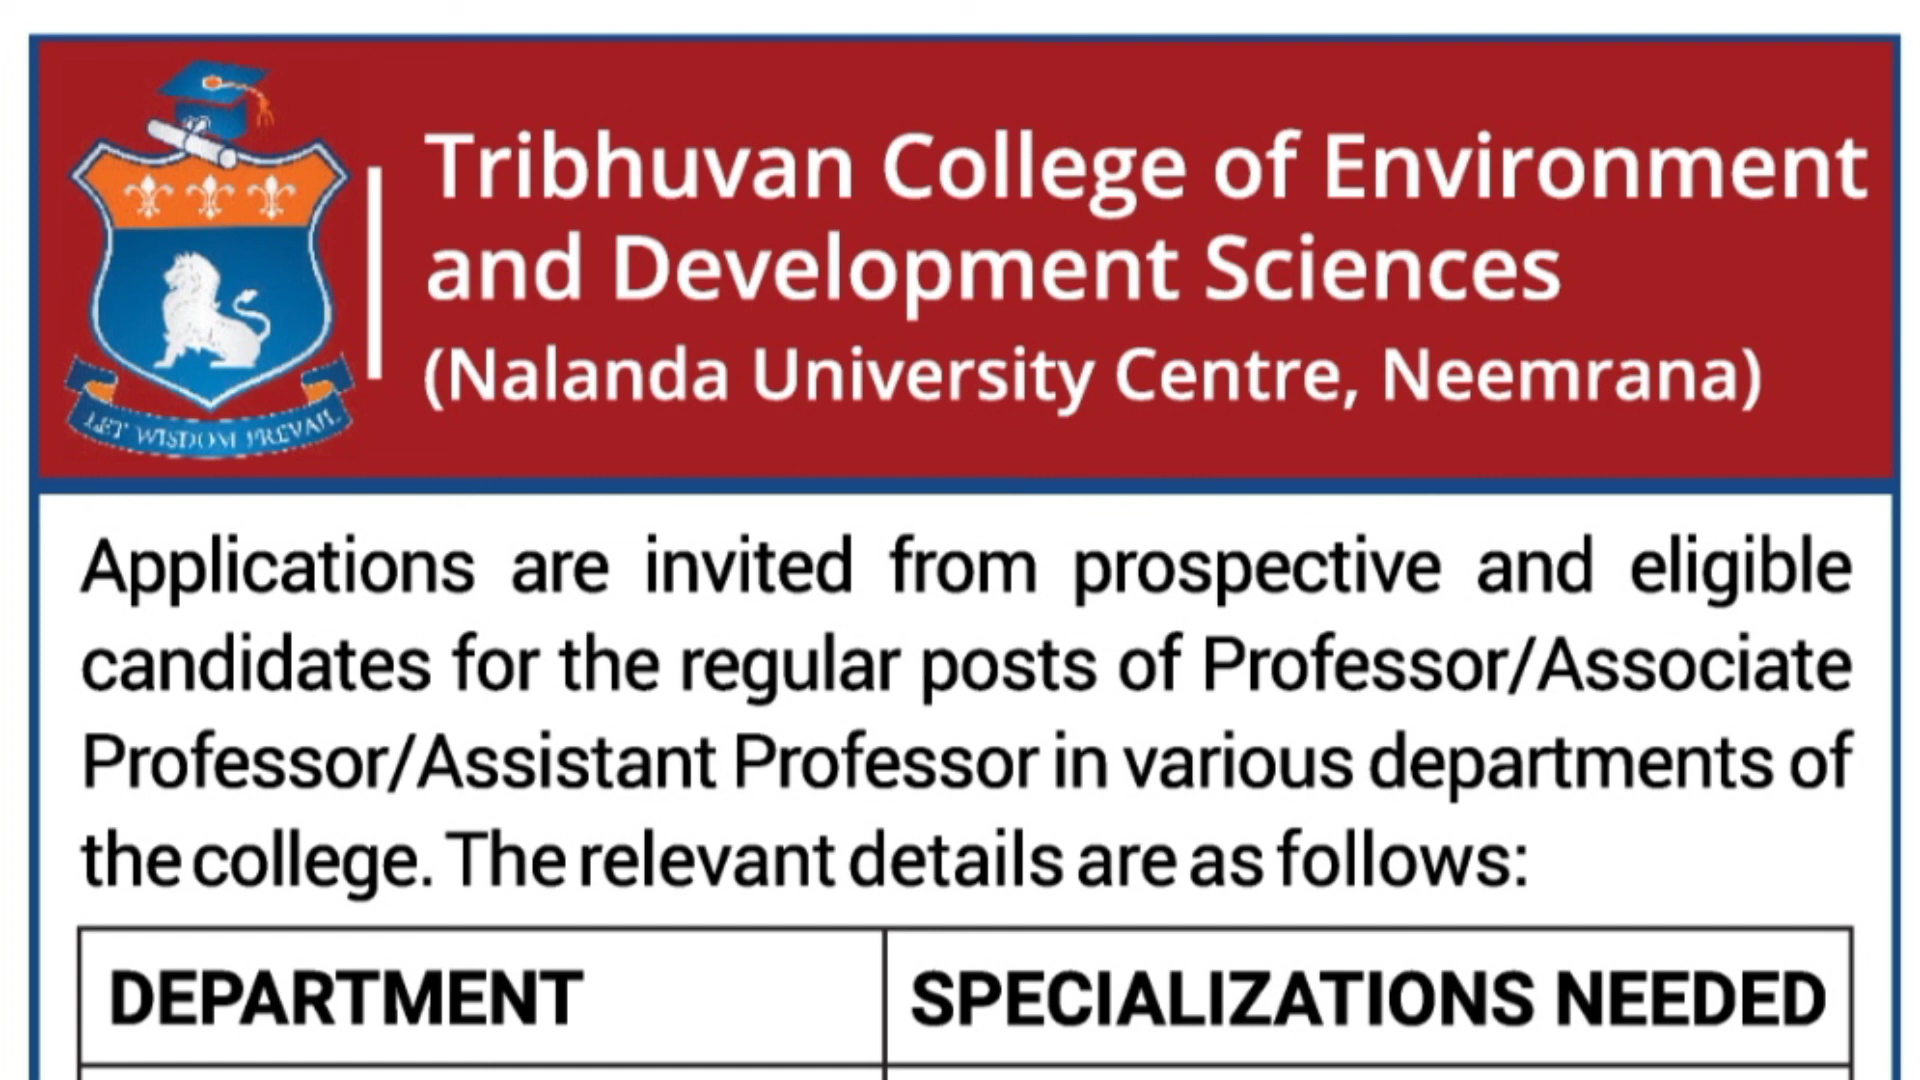 Tribhuvan College of Environment
and Development Sciences
(Nalanda University Centre, Neemrana)
LET WISDOM PREVAIL
Applications are invited from prospective and eligible
candidates for the regular posts of Professor/Associate
Professor/Assistant Professor in various departments of
the college. The relevant details are as follows:
DEPARTMENT
SPECIALIZATIONS NEEDED